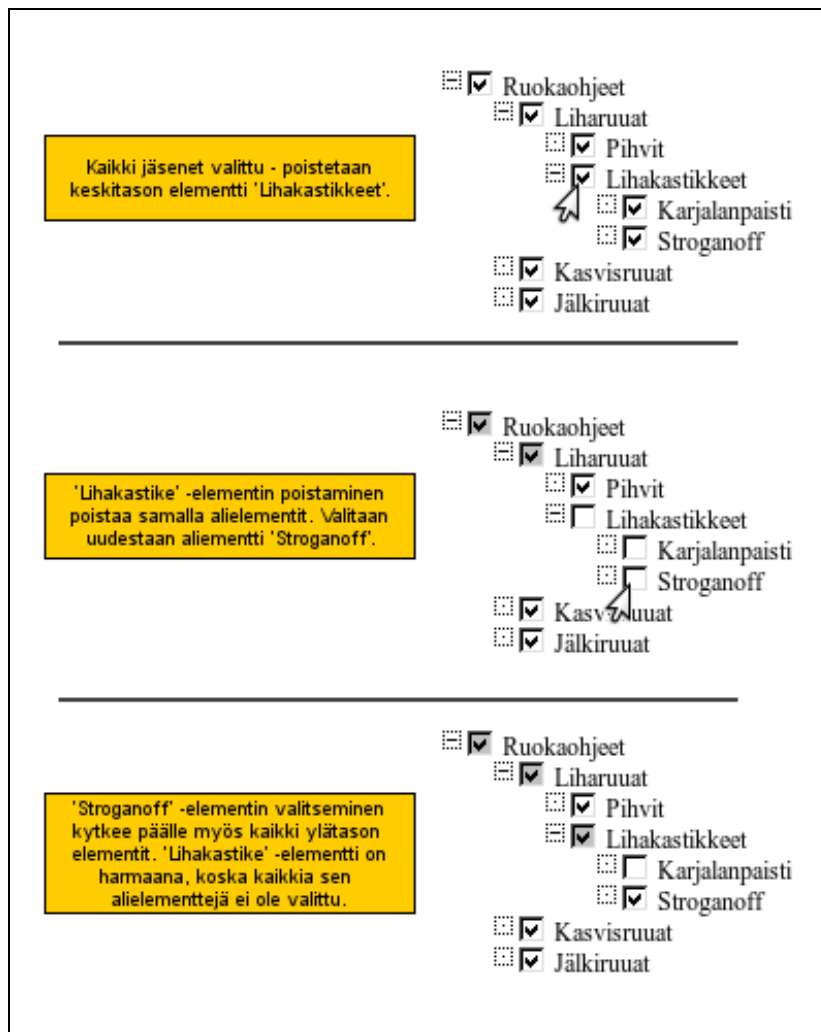 Ruokaohjeet
Liharuuat
Kaikki jäsenet valittu - poistetaan
keskitason elementti 'Lihakastikkeet'.
Pihvit
Lihakastikkeet
Karjalanpaisti
Stroganoff
Kasvisruuat
Jälkiruuat
Ruokaohjeet
Liharuuat
'Lihakastike' -elementin poistaminen
poistaa samalla alielementit. Valitaan
uudestaan aliementti 'Stroganoff'.
Pihvit
Lihakastikkeet
Karjalanpaisti
Stroganoff
Kasvisruuat
Jälkiruuat
Ruokaohjeet
Liharuuat
'Stroganoff' -elementin valitseminen
kytkee päälle myös kaikki ylätason
elementit. 'Lihakastike' -elementti on
harmaana, koska kaikkia sen
alielementtejä ei ole valittu.
Pihvit
Lihakastikkeet
Karjalanpaisti
Stroganoff
Kasvisruuat
Jälkiruuat